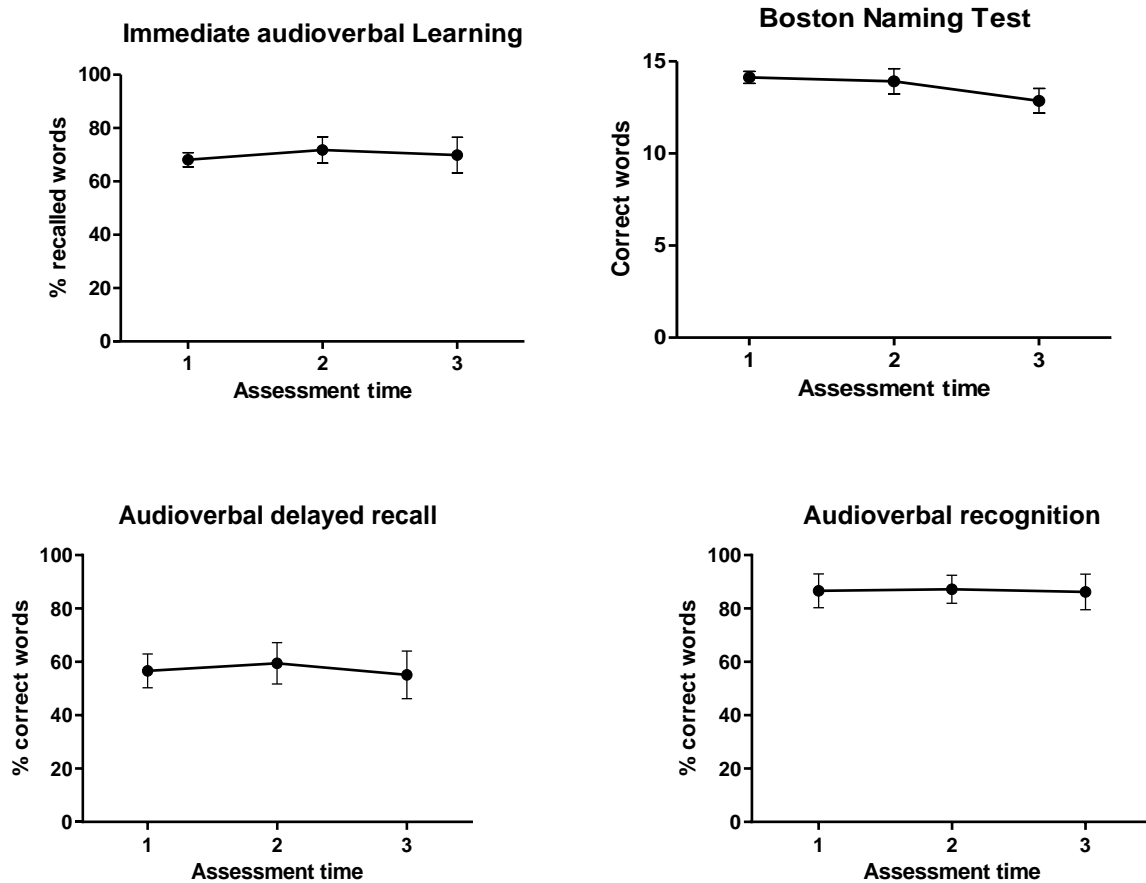 Immediate audioverbal Learning
100
80
60
40
20
0
% recalled words
1 2 3
Assessment time
Boston Naming Test
15
10
5
0
Correct words
1 2 3
Assessment time
Audioverbal delayed recall
100
80
60
40
20
0
% correct words
1 2 3
Assessment time
Audioverbal recognition
100
80
60
40
20
0
% correct words
1 2 3
Assessment time